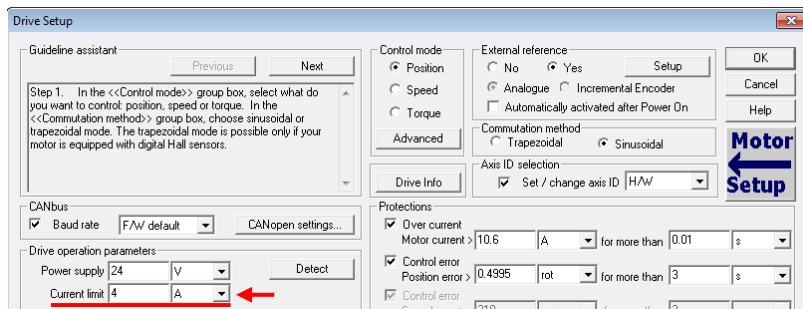 Drive Setup
Guideline assistant
Previous
Next
Step 1. In the <<Control mode>> group box, select what do
you want to control: position, speed or torque. In the
<<Commutation method>> group box, choose sinusoidal or
trapezoidal mode. The trapezoidal mode is possible only if your
motor is equipped with digital Hall sensors.
Control mode
Position
Speed
Torque
Advanced
Drive Info
External reference
No
Yes
Setup
Analogue
Incremental Encoder
Automatically activated after Power On
Commutation method
Trapezoidal
Sinusoidal
Axis ID selection
Set / change axis ID
H/W
OK
Cancel
Help
Motor
Setup
CANbus
Baud rate
F/W default
CANopen settings...
Drive operation parameters
Power supply 24 V
Detect
Current limit 4 A
Protections
Over current
Motor current > 10.6 A for more than 0.01 s
Control error
Position error > 0.4995 rot for more than 3 s
Control error